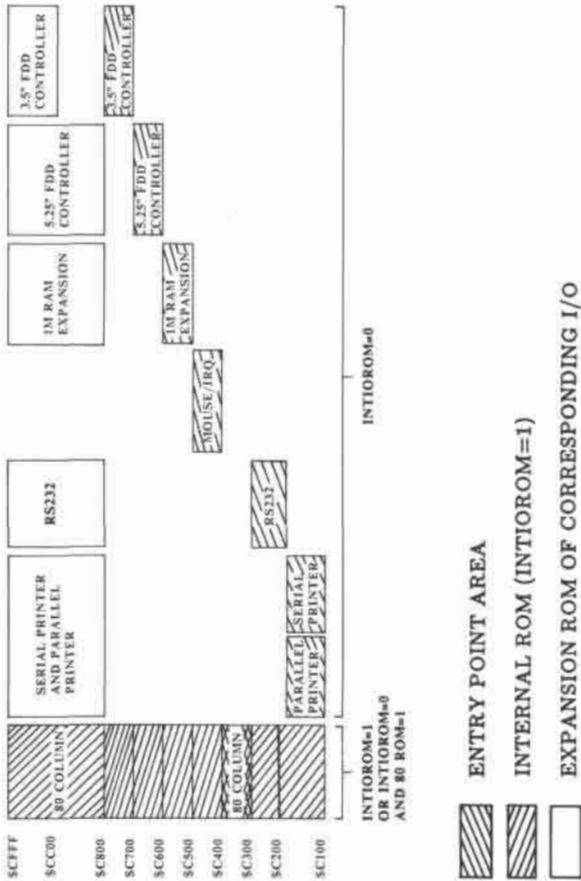 $CFFF
$CC00
$C800
$C700
$C600
$C500
$C400
$C300
$C200
$C100
80 COLUMN
80 COLUMN
INTIOROM=1
OR INTIOROM=0
AND 80 ROM=1
SERIAL PRINTER
AND PARALLEL
PRINTER
PARALLEL
PRINTER
SERIAL
PRINTER
RS232
RS232
MOUSE/IRQ
1M RAM
EXPANSION
1M RAM
EXPANSION
5.25" FDD
CONTROLLER
5.25" FDD
CONTROLLER
3.5" FDD
CONTROLLER
3.5" FDD
CONTROLLER
INTIOROM=0
ENTRY POINT AREA
INTERNAL ROM (INTIOROM=1)
EXPANSION ROM OF CORRESPONDING I/O